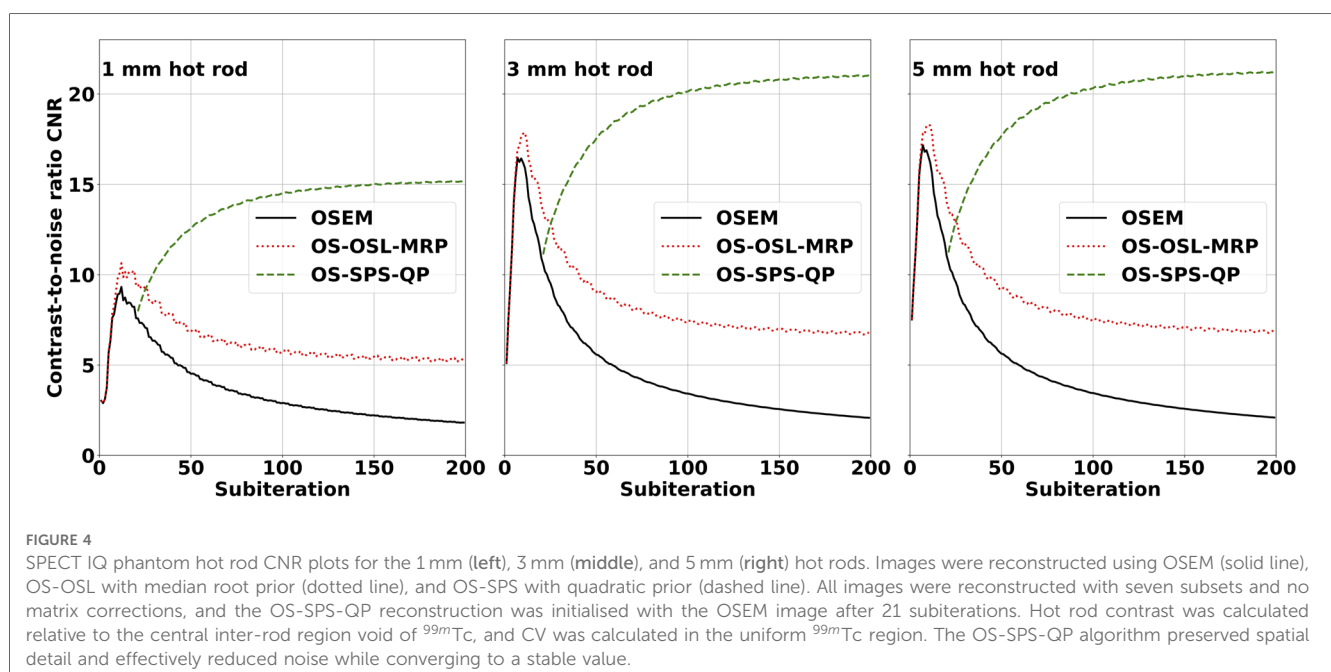 1 mm hot rod
3 mm hot rod
5 mm hot rod
Contrast-to-noise ratio CNR
20
15
10
5
0
OSEM
OS-OSL-MRP
OS-SPS-QP
OSEM
OS-OSL-MRP
OS-SPS-QP
OSEM
OS-OSL-MRP
OS-SPS-QP
0 50 100 150 200
0 50 100 150 200
0 50 100 150 200
Subiteration
Subiteration
Subiteration
FIGURE 4
SPECT IQ phantom hot rod CNR plots for the 1 mm (left), 3 mm (middle), and 5 mm (right) hot rods. Images were reconstructed using OSEM (solid line),
OS-OSL with median root prior (dotted line), and OS-SPS with quadratic prior (dashed line). All images were reconstructed with seven subsets and no
matrix corrections, and the OS-SPS-QP reconstruction was initialised with the OSEM image after 21 subiterations. Hot rod contrast was calculated
relative to the central inter-rod region void of 99mTc, and CV was calculated in the uniform 99mTc region. The OS-SPS-QP algorithm preserved spatial
detail and effectively reduced noise while converging to a stable value.